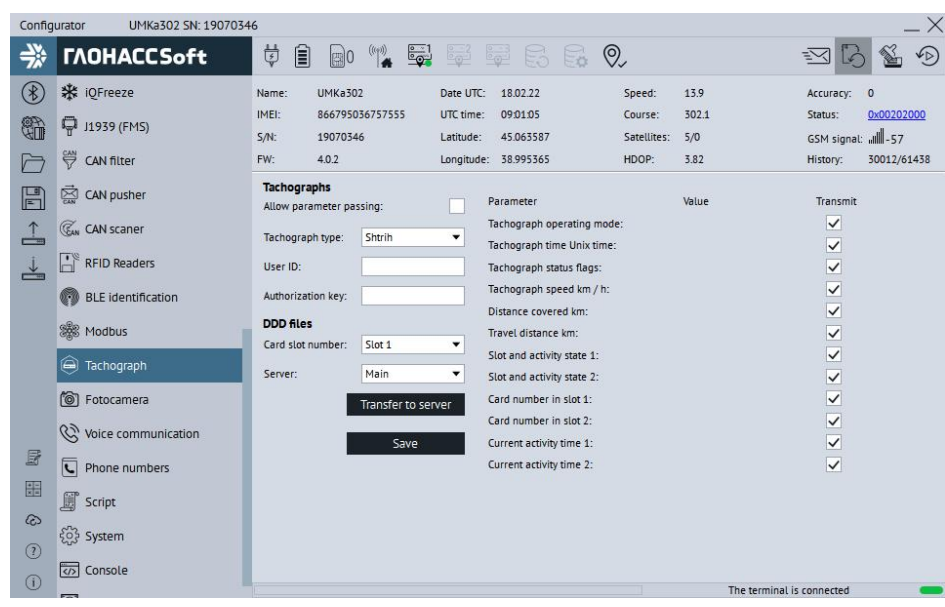 Configurator UMKa302 SN: 19070346
ГЛОНАССSoft
0
1
Name: UMKa302 Date UTC: 18.02.22 Speed: 13.9 Accuracy: 0
IMEI: 866795036757555 UTC time: 09:01:05 Course: 302.1 Status: 0x00202000
S/N: 19070346 Latitude: 45.063587 Satellites: 5/0 GSM signal: -57
FW: 4.0.2 Longitude: 38.995365 HDOP: 3.82 History: 30012/61438
iQFreeze
J1939 (FMS)
CAN filter
CAN pusher
CAN scaner
RFID Readers
BLE identification
Modbus
Tachograph
Fotocamera
Voice communication
Phone numbers
Script
System
Console
Tachographs
Allow parameter passing:
Tachograph type: Shtrih
User ID:
Authorization key:
DDD files
Card slot number: Slot 1
Server: Main
Transfer to server
Save
Parameter Value Transmit
Tachograph operating mode:
Tachograph time Unix time:
Tachograph status flags:
Tachograph speed km / h:
Distance covered km:
Travel distance km:
Slot and activity state 1:
Slot and activity state 2:
Card number in slot 1:
Card number in slot 2:
Current activity time 1:
Current activity time 2:
The terminal is connected